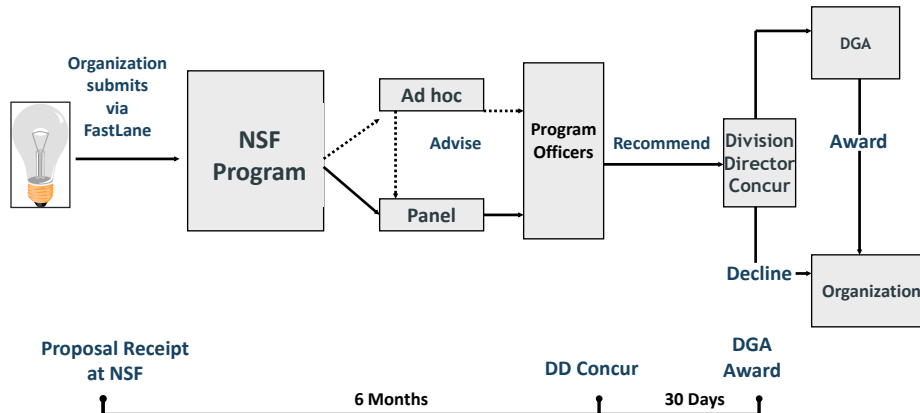 Organization
submits
via
FastLane
NSF
Program
Ad hoc
Advise
Panel
Program
Officers
Recommend
Division
Director
Concur
DGA
Award
Decline
Organization
Proposal Receipt
at NSF
6 Months
DD Concur
30 Days
DGA
Award